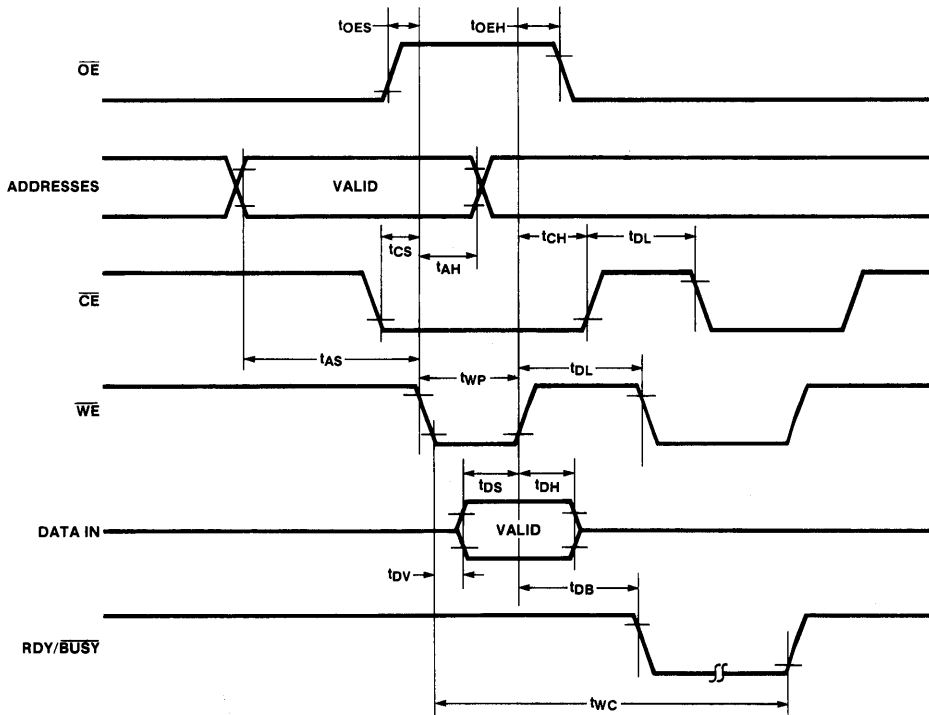 tOES
tOEH
OE
ADDRESSES
VALID
tCS
tAH
tCH
tDL
CE
tAS
tWP
tDL
WE
tDS
tDH
DATA IN
VALID
tDV
tDB
RDY/BUSY
tWC